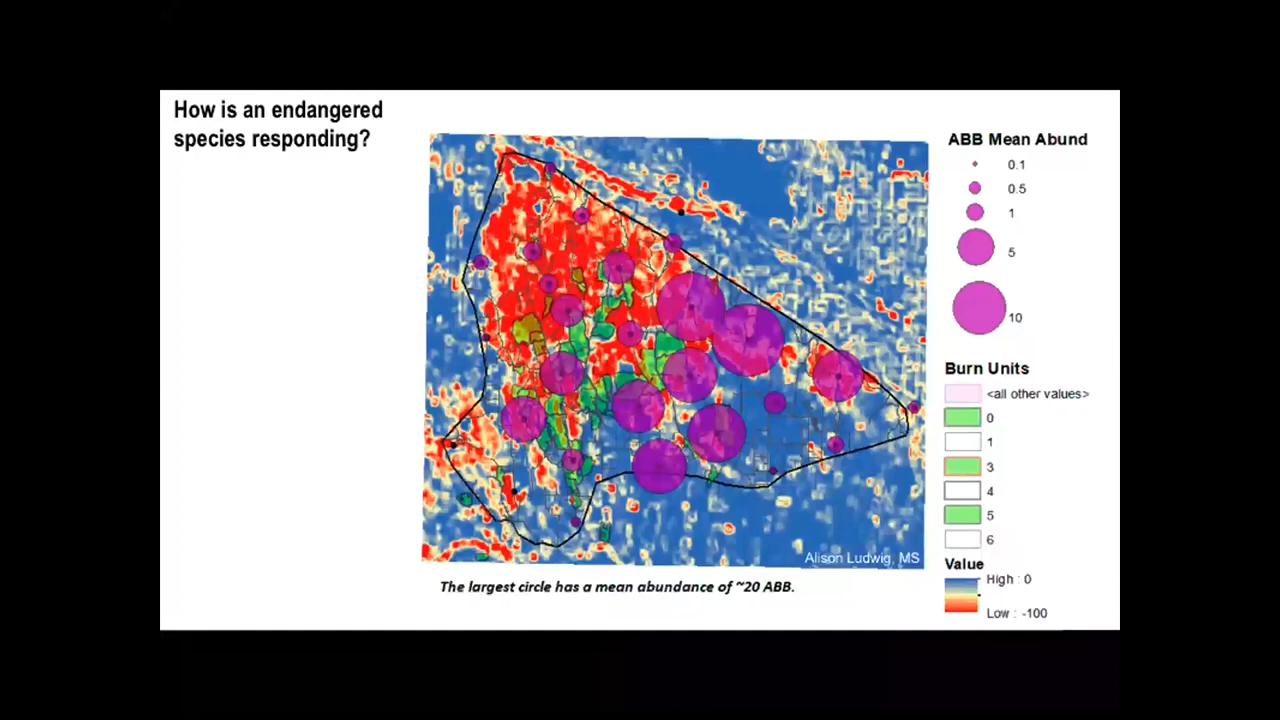 How is an endangered
species responding?
ABB Mean Abund
0.1
0.5
1
5
10
Burn Units
<all other values>
0
1
3
4
5
6
Value
High : 0
Low : -100
Alison Ludwig, MS
The largest circle has a mean abundance of ~20 ABB.